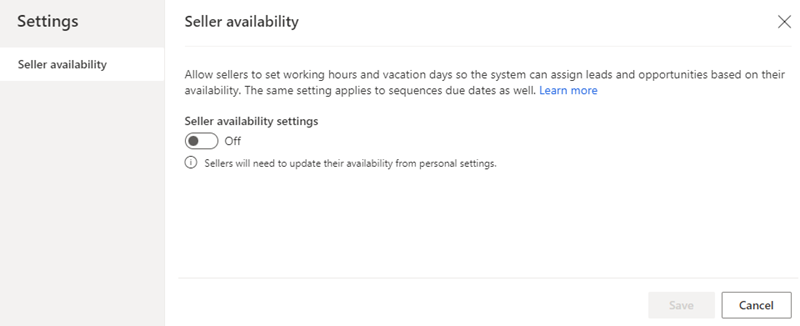 Settings
Seller availability
Seller availability
Allow sellers to set working hours and vacation days so the system can assign leads and opportunities based on their
availability. The same setting applies to sequences due dates as well. Learn more
Seller availability settings
Off
Sellers will need to update their availability from personal settings.
Save
Cancel